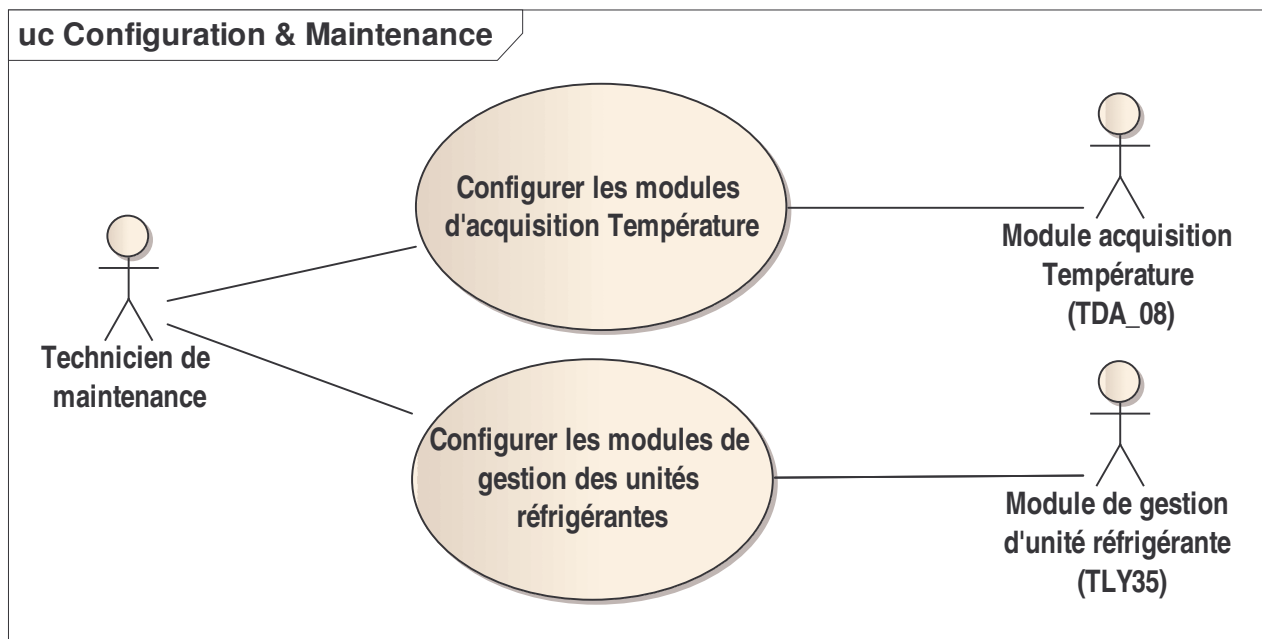 uc Configuration & Maintenance
Configurer les modules
d'acquisition Température
Module acquisition
Température
(TDA_08)
Technicien de
maintenance
Configurer les modules de
gestion des unités
réfrigérantes
Module de gestion
d'unité réfrigérante
(TLY35)